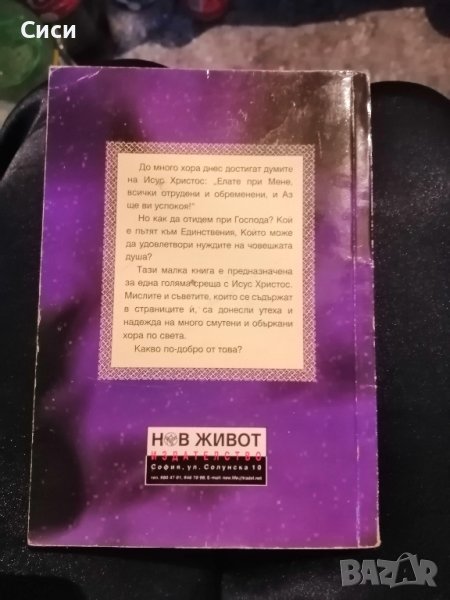 Сиси
До много хора днес достигат думите
на Исус Христос: „Елате при Мене,
всички отрудени и обременени, и Аз
ще ви успокоя!“
Но как да отидем при Господа? Кой
е пътят към Единствения, Който може
да удовлетвори нуждите на човешката
душа?
Тази малка книга е предназначена
за една голяма среща с Исус Христос.
Мислите и съветите, които се съдържат
в страниците ѝ, са донесли утеха и
надежда на много смутени и объркани
хора по света.
Какво по-добро от това?
НОВ ЖИВОТ
ИЗДАТЕЛСТВО
София, ул. Солунска 10
BAZAR